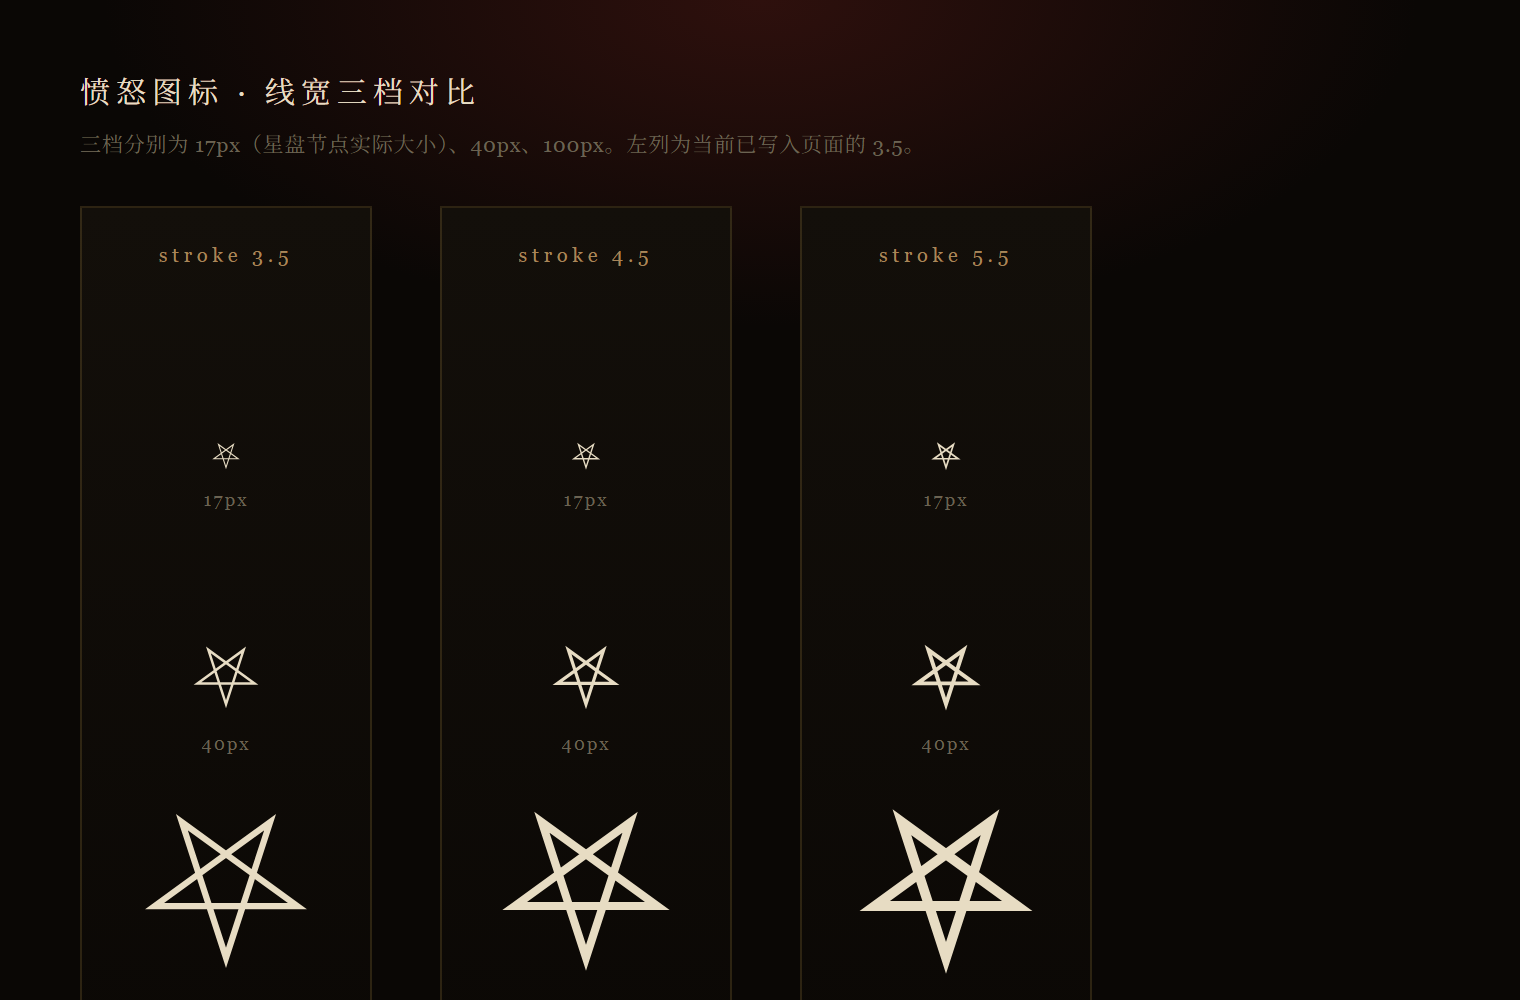 愤怒图标 · 线宽三档对比
三档分别为 17px（星盘节点实际大小）、40px、100px。左列为当前已写入页面的 3.5。
stroke 3.5
stroke 4.5
stroke 5.5
17px
17px
17px
40px
40px
40px